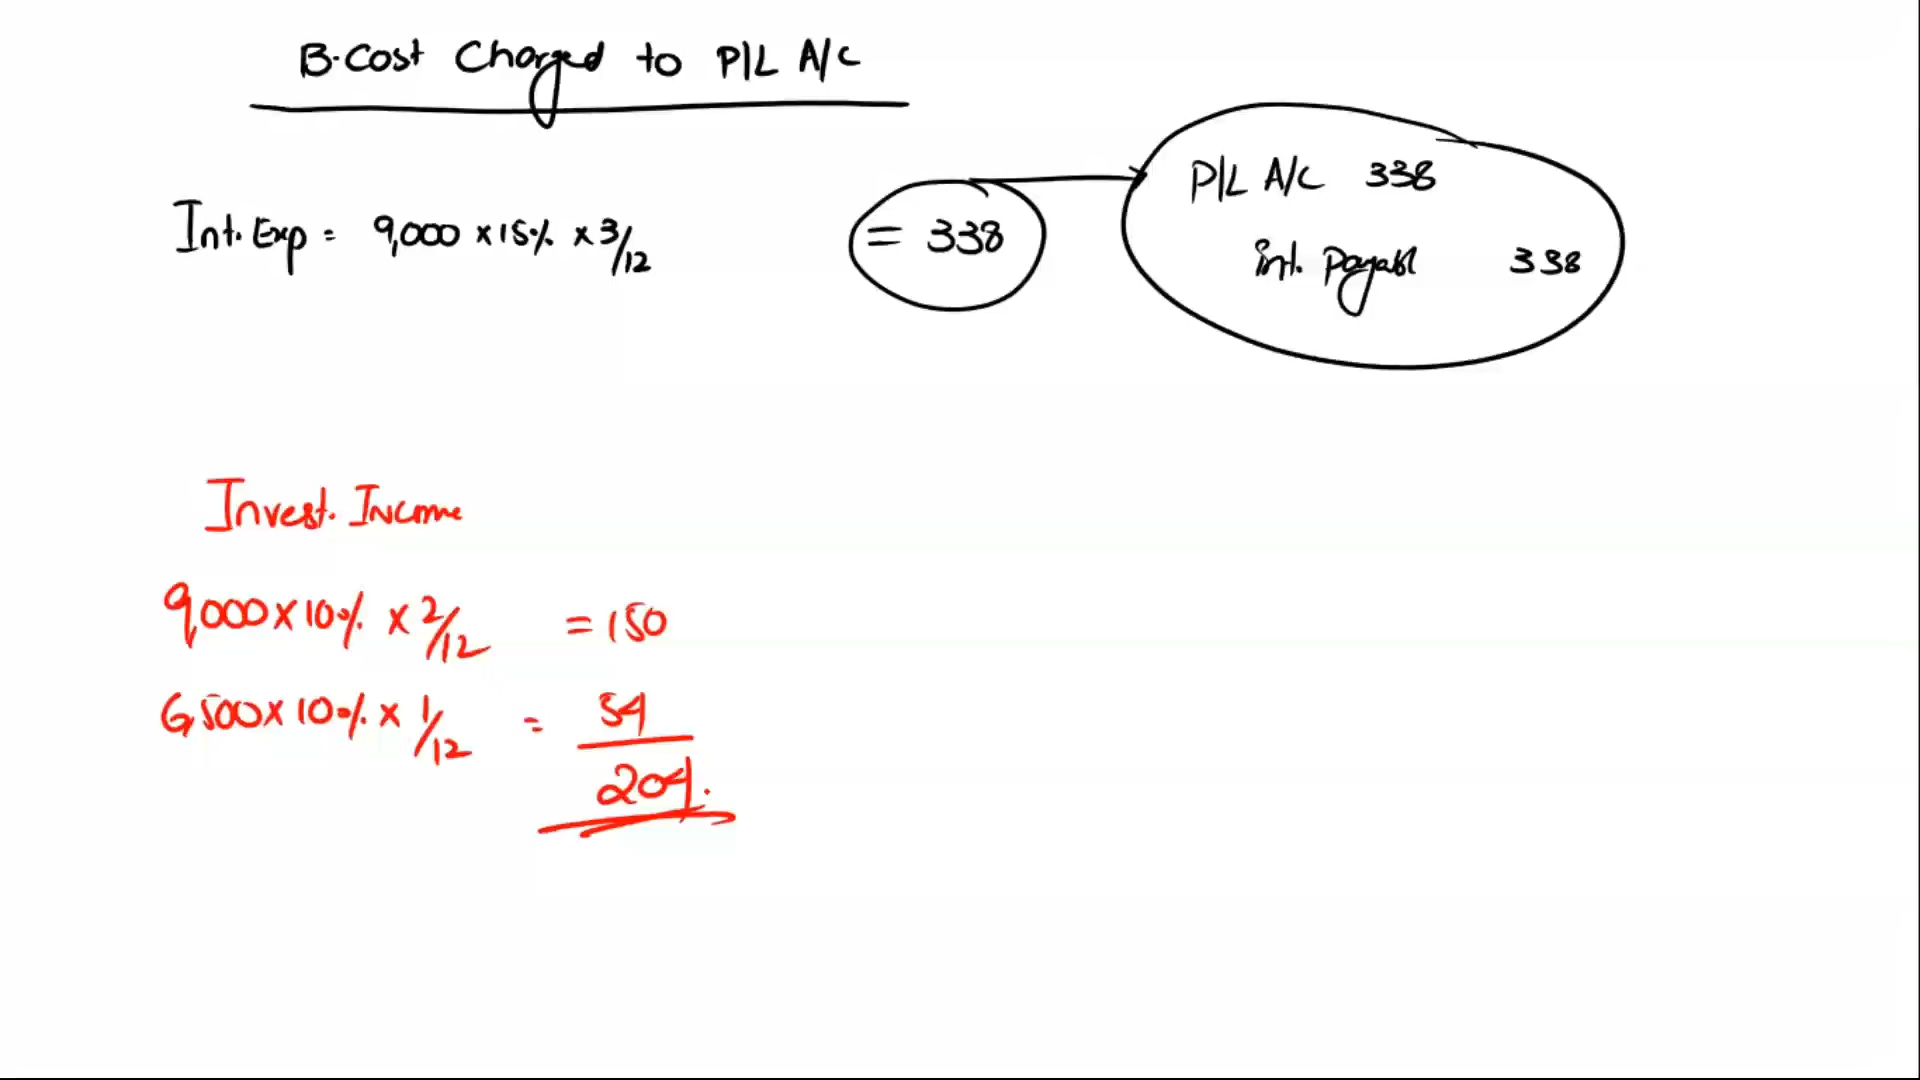 B.Cost Charged to P/L A/C
Int. Exp = 9,000 x 15% x 3/12 = 338
P/L A/C 338
int. Payabl 338
Invest. Income
9,000 x 10% x 2/12 = 150
6,500 x 10% x 1/12 = 54
204.